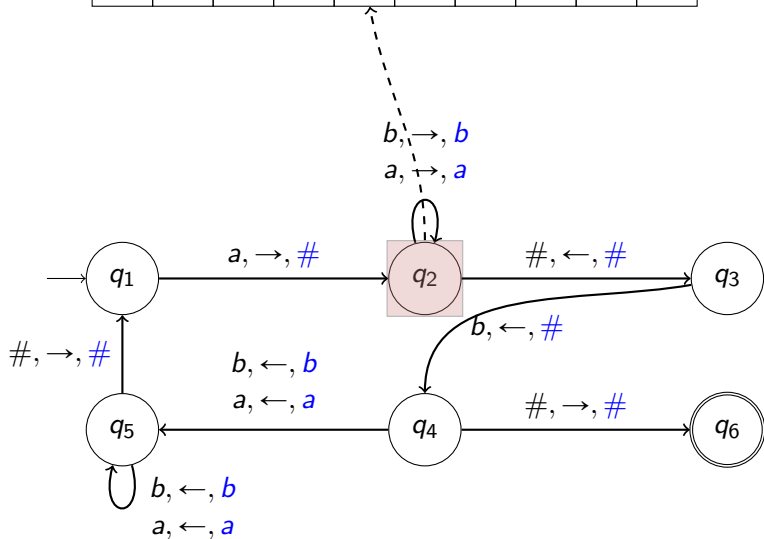 b, →, b
a, →, a
a, →, #
#, ←, #
q1
q2
q3
b, ←, #
#, →, #
b, ←, b
a, ←, a
#, →, #
q5
q4
q6
b, ←, b
a, ←, a